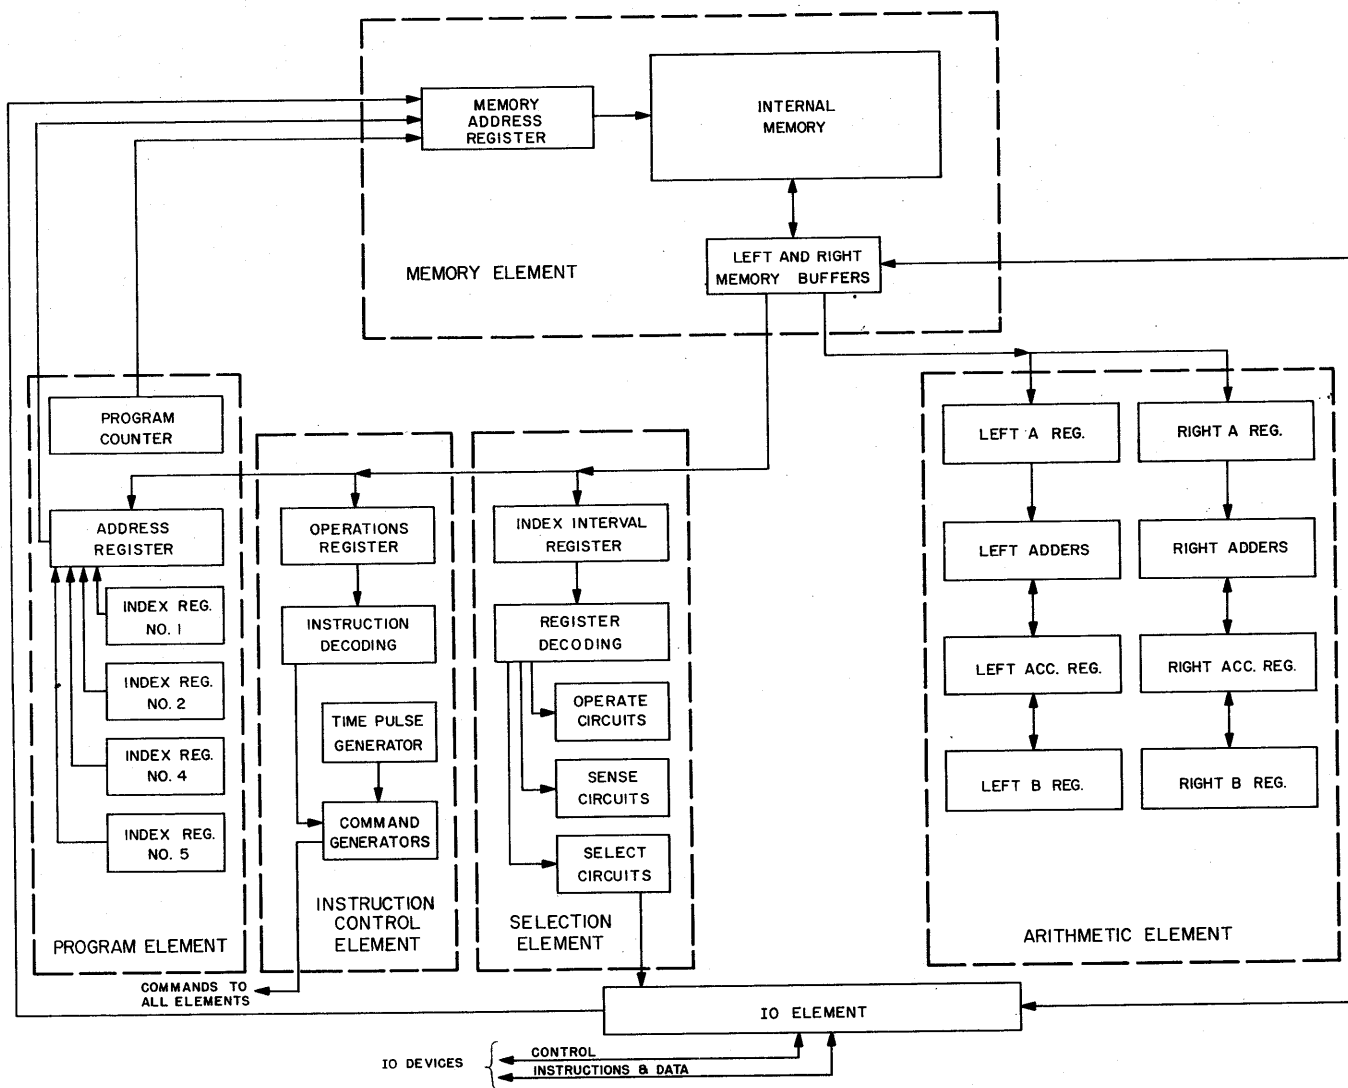 MEMORY
ADDRESS
REGISTER
INTERNAL
MEMORY
LEFT AND RIGHT
MEMORY BUFFERS
MEMORY ELEMENT
PROGRAM
COUNTER
ADDRESS
REGISTER
INDEX REG.
NO. 1
INDEX REG.
NO. 2
INDEX REG.
NO. 4
INDEX REG.
NO. 5
PROGRAM ELEMENT
OPERATIONS
REGISTER
INSTRUCTION
DECODING
TIME PULSE
GENERATOR
COMMAND
GENERATORS
INSTRUCTION
CONTROL
ELEMENT
COMMANDS TO
ALL ELEMENTS
INDEX INTERVAL
REGISTER
REGISTER
DECODING
OPERATE
CIRCUITS
SENSE
CIRCUITS
SELECT
CIRCUITS
SELECTION
ELEMENT
LEFT A REG.
RIGHT A REG.
LEFT ADDERS
RIGHT ADDERS
LEFT ACC. REG.
RIGHT ACC. REG.
LEFT B REG.
RIGHT B REG.
ARITHMETIC ELEMENT
IO ELEMENT
IO DEVICES
CONTROL
INSTRUCTIONS & DATA